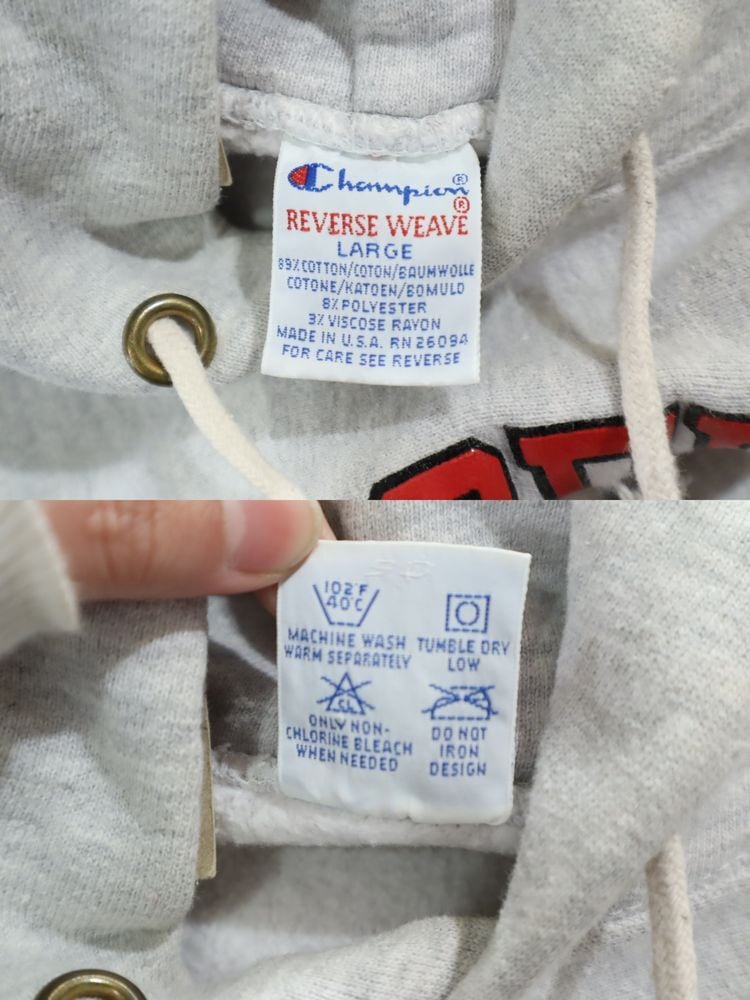 Champion®
REVERSE WEAVE®
LARGE
89% COTTON/COTON/BAUMWOLLE
COTONE/KATOEN/BOMULD
8% POLYESTER
3% VISCOSE RAYON
MADE IN U.S.A. RN 26094
FOR CARE SEE REVERSE
102°F
40°C
MACHINE WASH
WARM SEPARATELY
TUMBLE DRY
LOW
CL
ONLY NON-
CHLORINE BLEACH
WHEN NEEDED
DO NOT
IRON
DESIGN